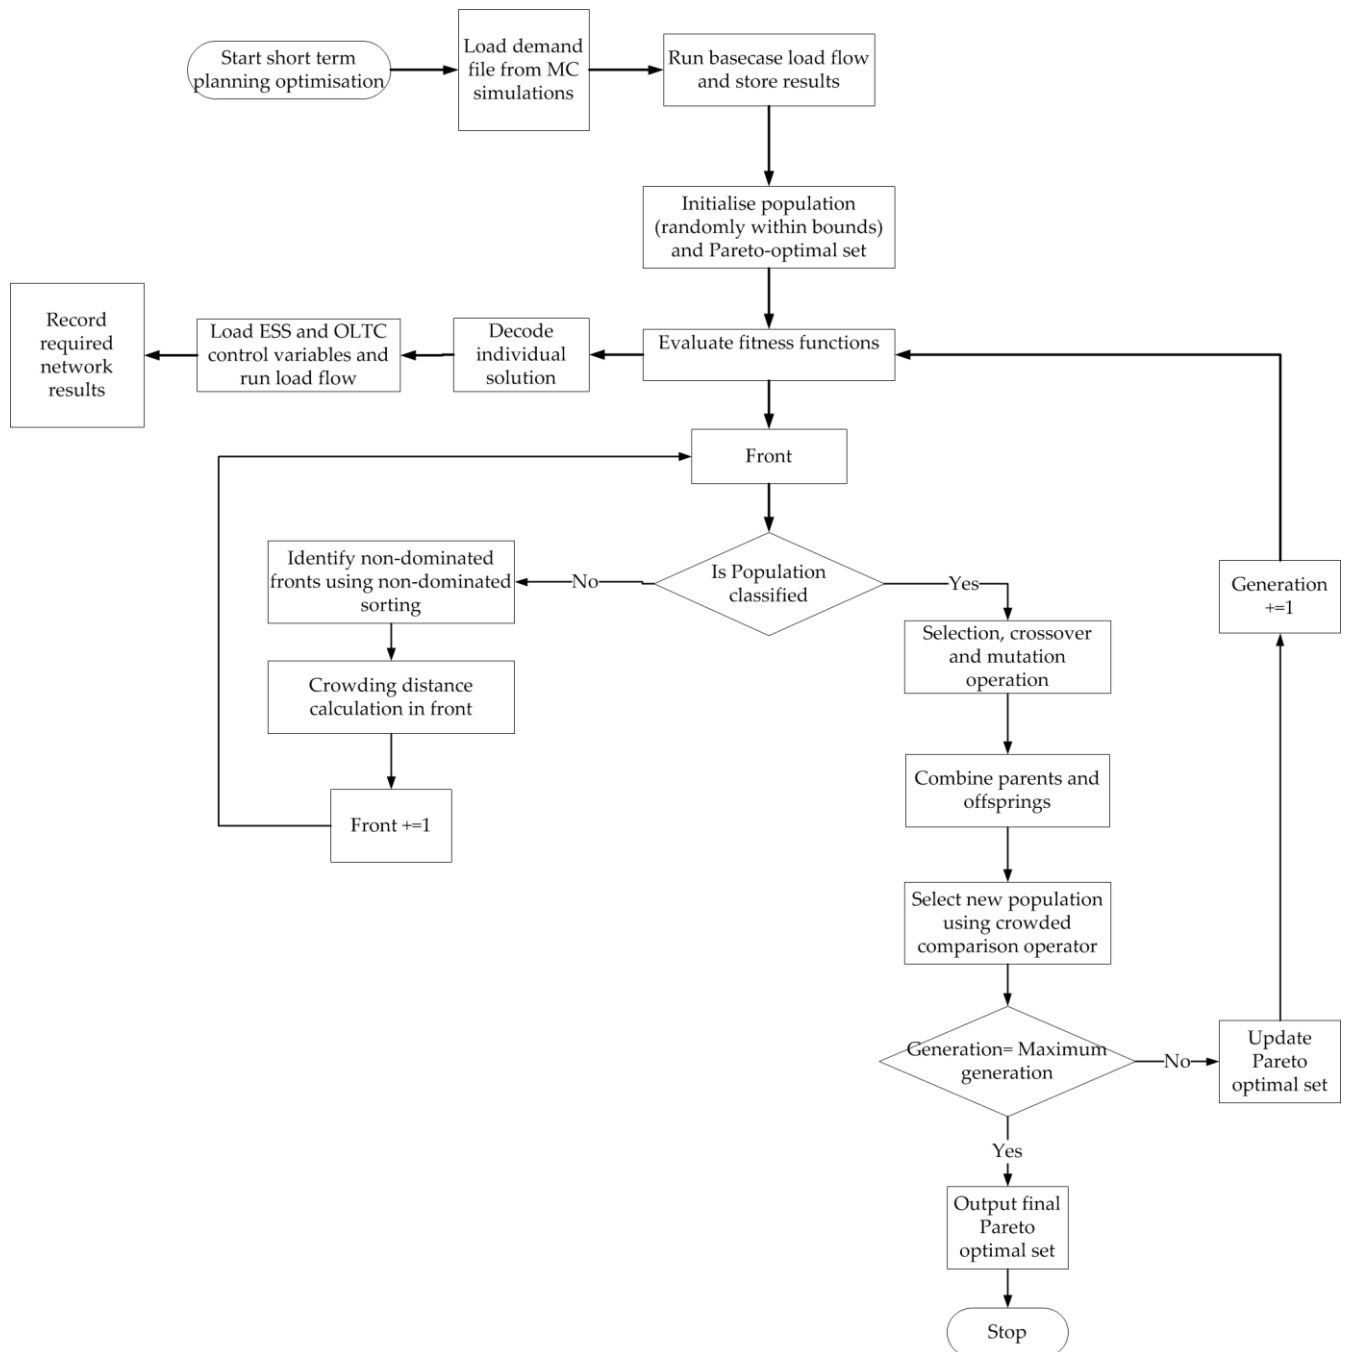 Start short term
planning optimisation
Load demand
file from MC
simulations
Run basecase load flow
and store results
Initialise population
(randomly within bounds)
and Pareto-optimal set
Record
required
network
results
Load ESS and OLTC
control variables and
run load flow
Decode
individual
solution
Evaluate fitness functions
Front
Identify non-dominated
fronts using non-dominated
sorting
No
Is Population
classified
Yes
Generation
+=1
Selection, crossover
and mutation
operation
Crowding distance
calculation in front
Combine parents and
offsprings
Front +=1
Select new population
using crowded
comparison operator
Generation= Maximum
generation
No
Update
Pareto
optimal set
Yes
Output final
Pareto
optimal set
Stop